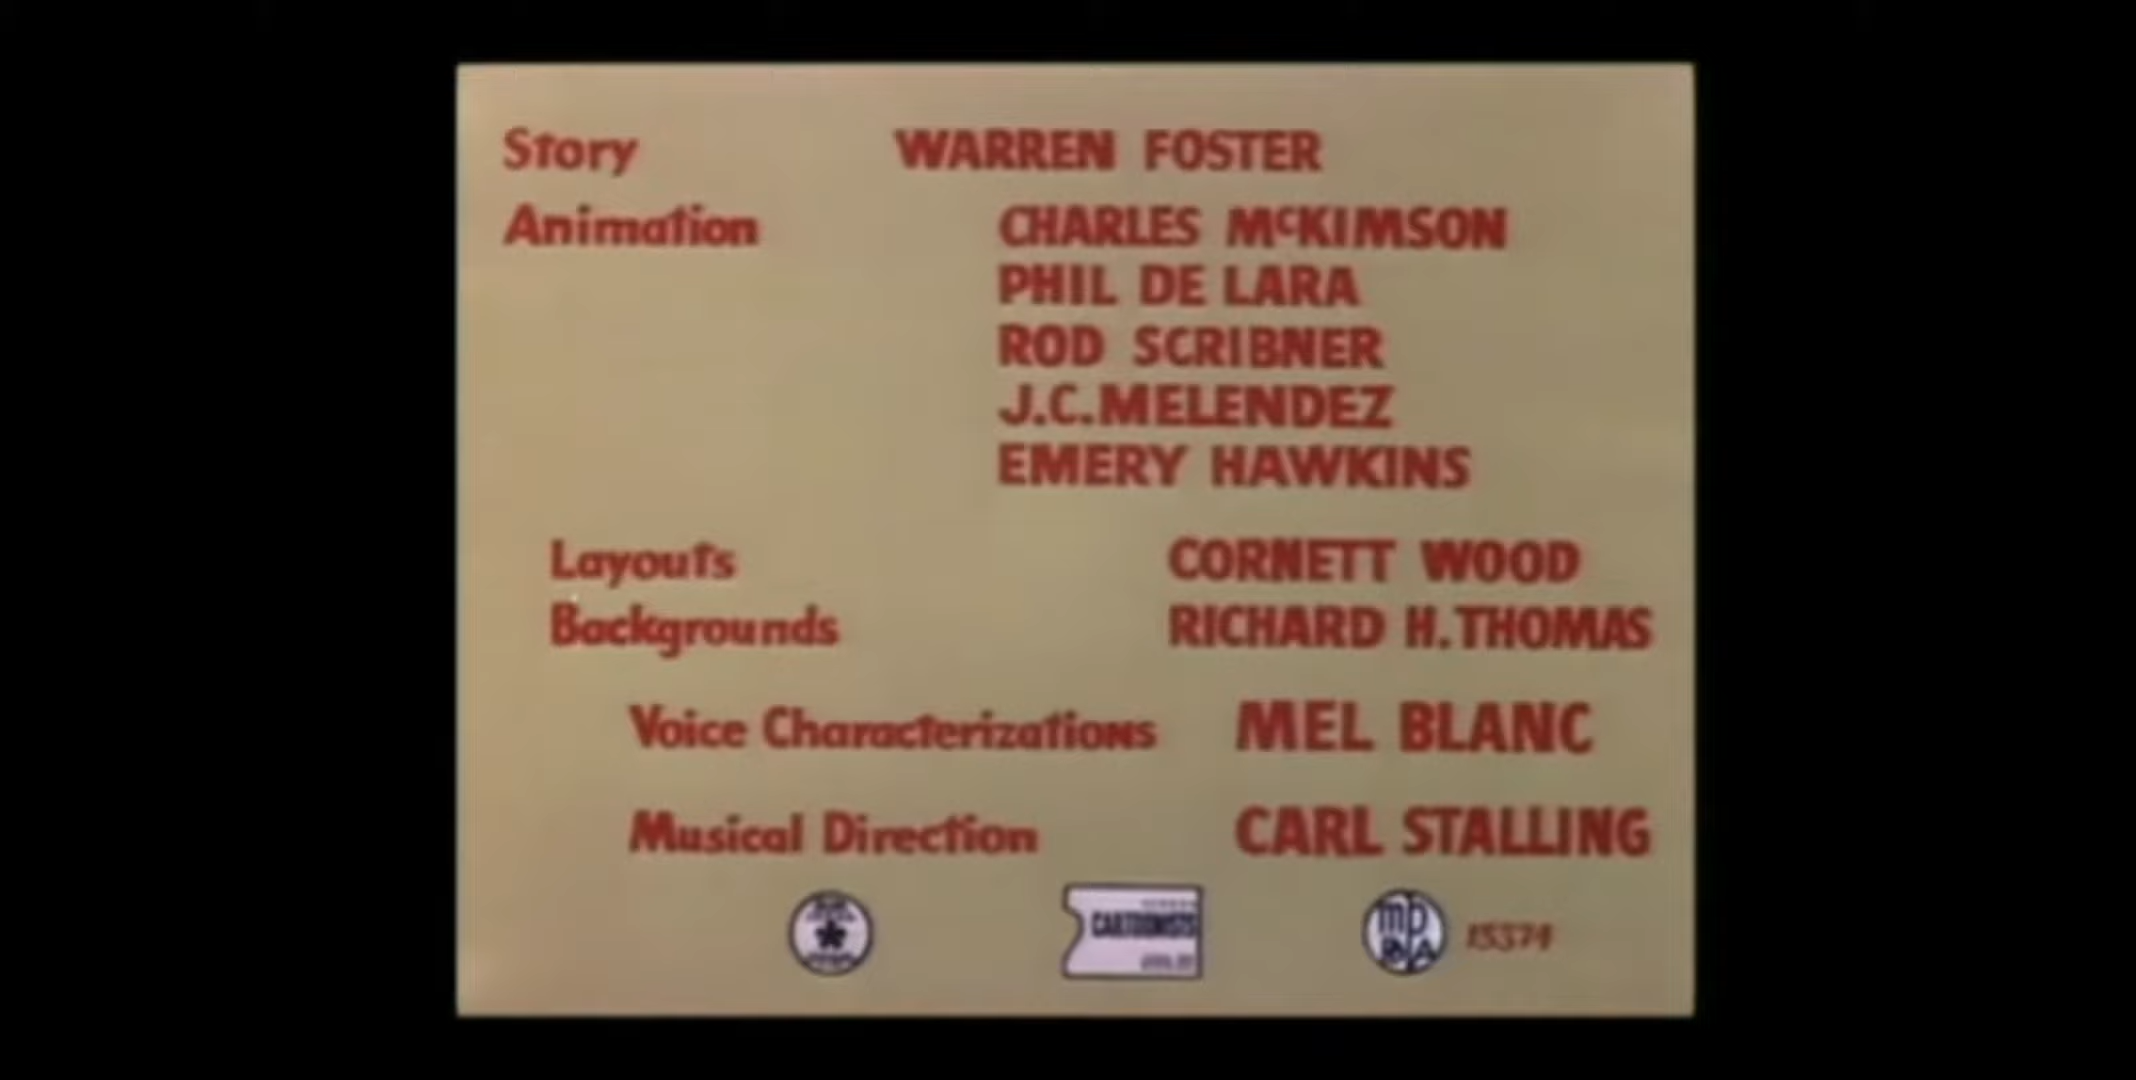 Story WARREN FOSTER
Animation CHARLES McKIMSON
PHIL DE LARA
ROD SCRIBNER
J.C. MELENDEZ
EMERY HAWKINS
Layouts CORNETT WOOD
Backgrounds RICHARD H. THOMAS
Voice Characterizations MEL BLANC
Musical Direction CARL STALLING
CARTOONISTS
MPPA 15374